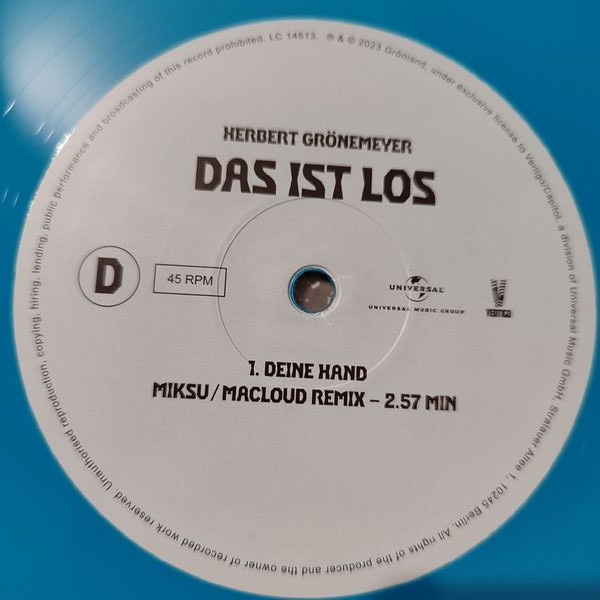 HERBERT GRÖNEMEYER
DAS IST LOS
D
45 RPM
UNIVERSAL
UNIVERSAL MUSIC GROUP
VERTIGO
1. DEINE HAND
MIKSU / MACLOUD REMIX – 2.57 MIN
Unauthorised reproduction, copying, hiring, lending, public performance and broadcasting of this record prohibited. LC 14513. ℗ & © 2023 Grönland, under exclusive license to Vertigo/Capitol, a division of Universal Music GmbH, Stralauer Allee 1, 10245 Berlin. All rights of the producer and the owner of recorded work reserved.